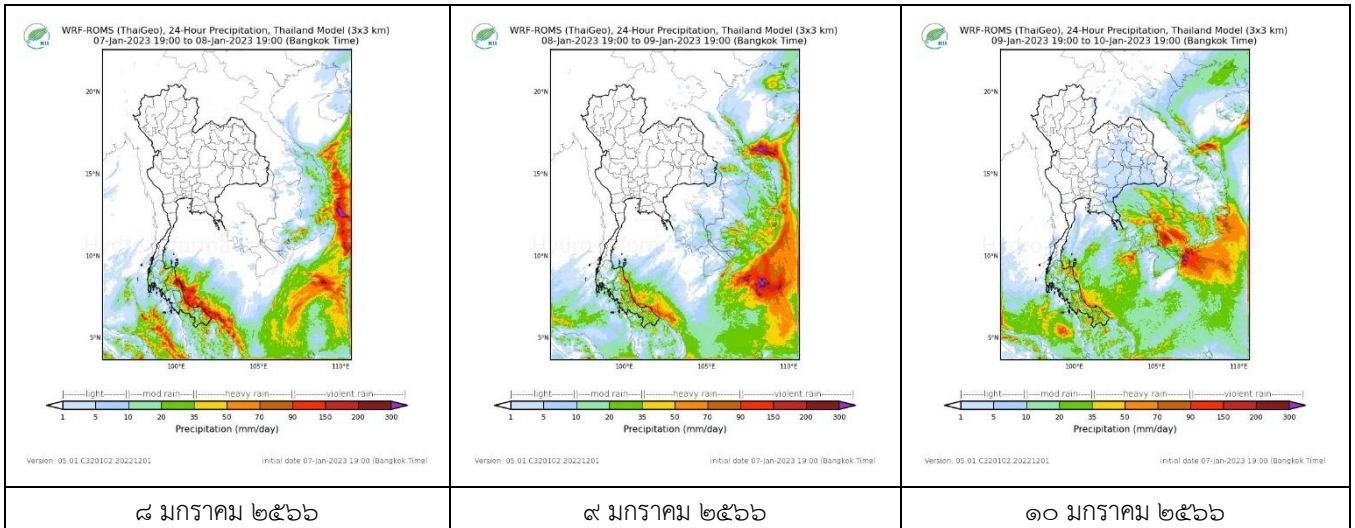 WRF-ROMS (ThaiGeo), 24-Hour Precipitation, Thailand Model (3x3 km)
07-Jan-2023 19:00 to 08-Jan-2023 19:00 (Bangkok Time)
HII
20°N
15°N
10°N
5°N
100°E 105°E 110°E
light mod rain heavy rain violent rain
1 5 10 20 35 50 70 90 150 200 300
Precipitation (mm/day)
Version: 05.01.C320102.20221201 initial date 07-Jan-2023 19:00 (Bangkok Time)
๘ มกราคม ๒๕๖๖
WRF-ROMS (ThaiGeo), 24-Hour Precipitation, Thailand Model (3x3 km)
08-Jan-2023 19:00 to 09-Jan-2023 19:00 (Bangkok Time)
HII
20°N
15°N
10°N
5°N
100°E 105°E 110°E
light mod rain heavy rain violent rain
1 5 10 20 35 50 70 90 150 200 300
Precipitation (mm/day)
Version: 05.01.C320102.20221201 initial date 07-Jan-2023 19:00 (Bangkok Time)
๙ มกราคม ๒๕๖๖
WRF-ROMS (ThaiGeo), 24-Hour Precipitation, Thailand Model (3x3 km)
09-Jan-2023 19:00 to 10-Jan-2023 19:00 (Bangkok Time)
HII
20°N
15°N
10°N
5°N
100°E 105°E 110°E
light mod rain heavy rain violent rain
1 5 10 20 35 50 70 90 150 200 300
Precipitation (mm/day)
Version: 05.01.C320102.20221201 initial date 07-Jan-2023 19:00 (Bangkok Time)
๑๐ มกราคม ๒๕๖๖